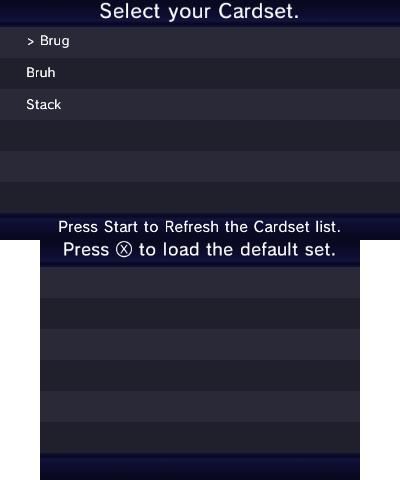 Select your Cardset.
> Brug
Bruh
Stack
Press Start to Refresh the Cardset list.
Press Ⓧ to load the default set.